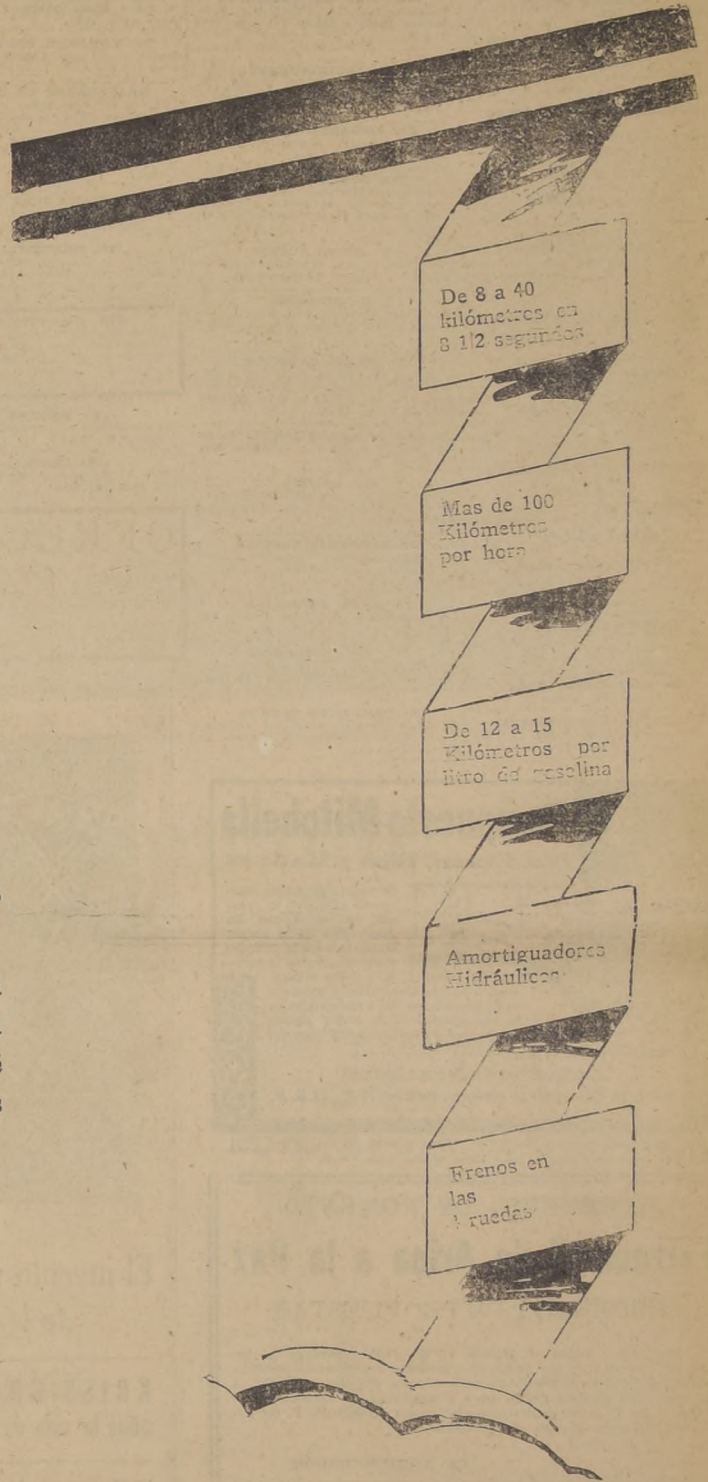 De 8 a 40
kilómetros en
8 1|2 segundos
Mas de 100
Kilómetros
por hora
De 12 a 15
Kilómetros por
litro de gasolina
Amortiguadores
Hidráulicos
Frenos en
las
4 ruedas